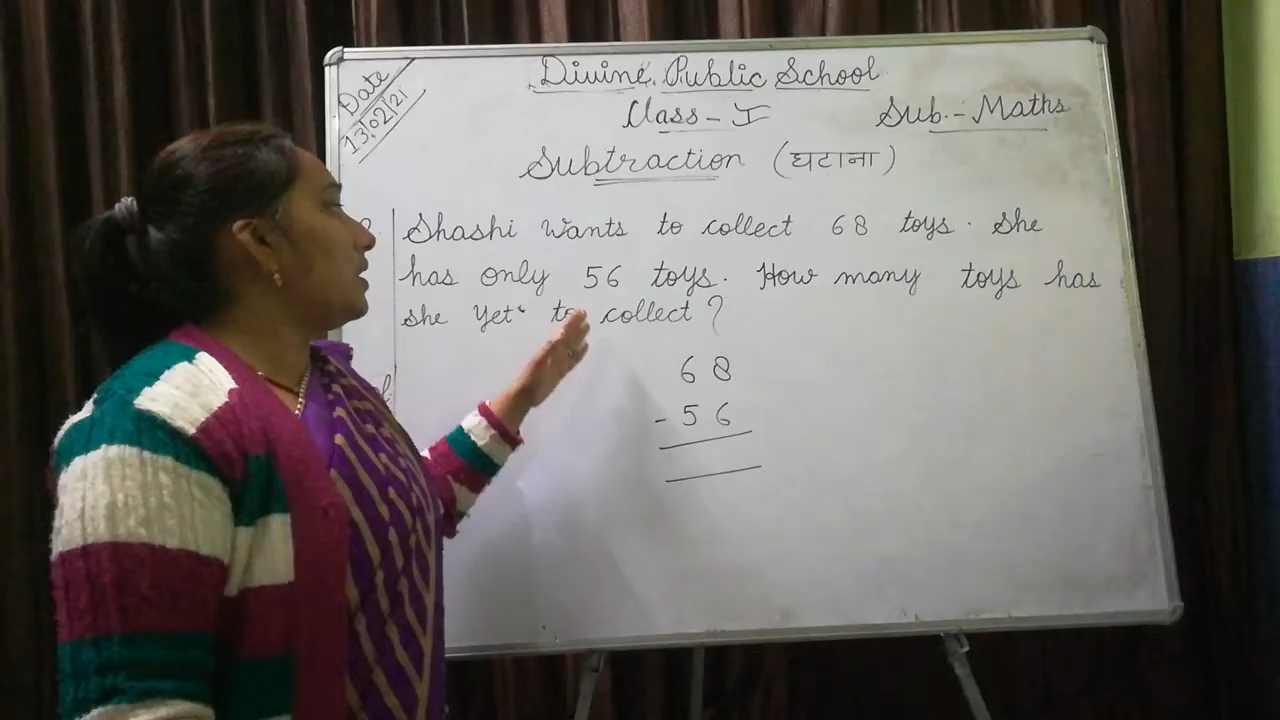 Date
13/02/21
Divine Public School
Class - I
Sub. - Maths
Subtraction (घटाना)
Shashi wants to collect 68 toys. She
has only 56 toys. How many toys has
she yet to collect?
68
- 56